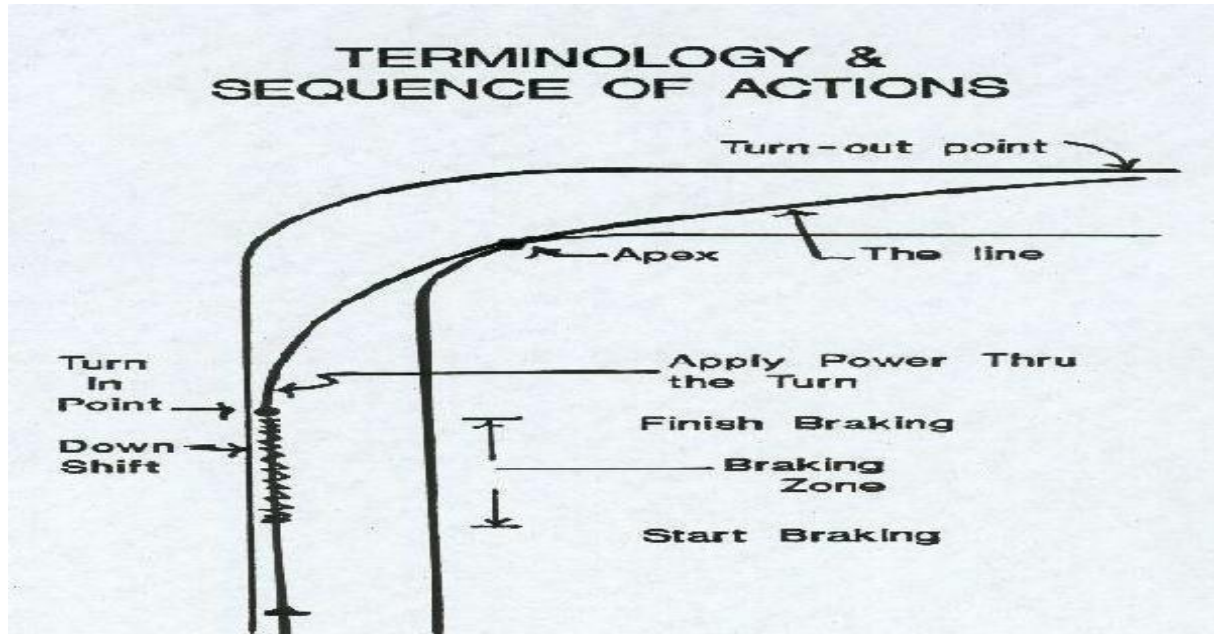 TERMINOLOGY &
SEQUENCE OF ACTIONS
Turn-out point
Apex
The line
Turn
In
Point
Apply Power Thru
the Turn
Finish Braking
Down
Shift
Braking
Zone
Start Braking